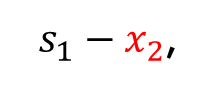 s₁ − x₂,